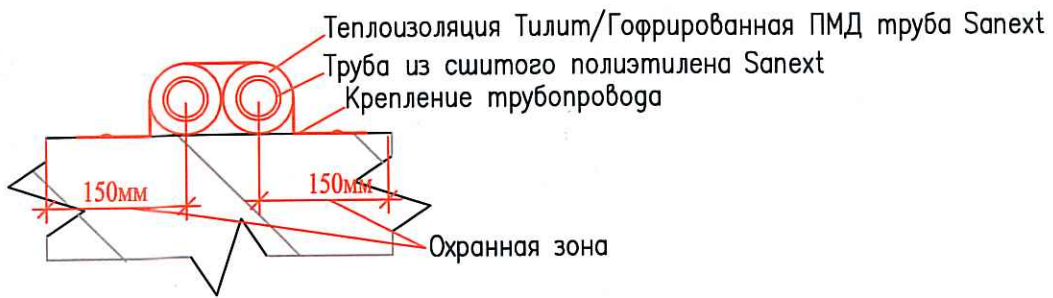 Теплоизоляция Тилит/Гофрированная ПМД труба Sanext
Труба из сшитого полиэтилена Sanext
Крепление трубопровода
150мм
150мм
Охранная зона